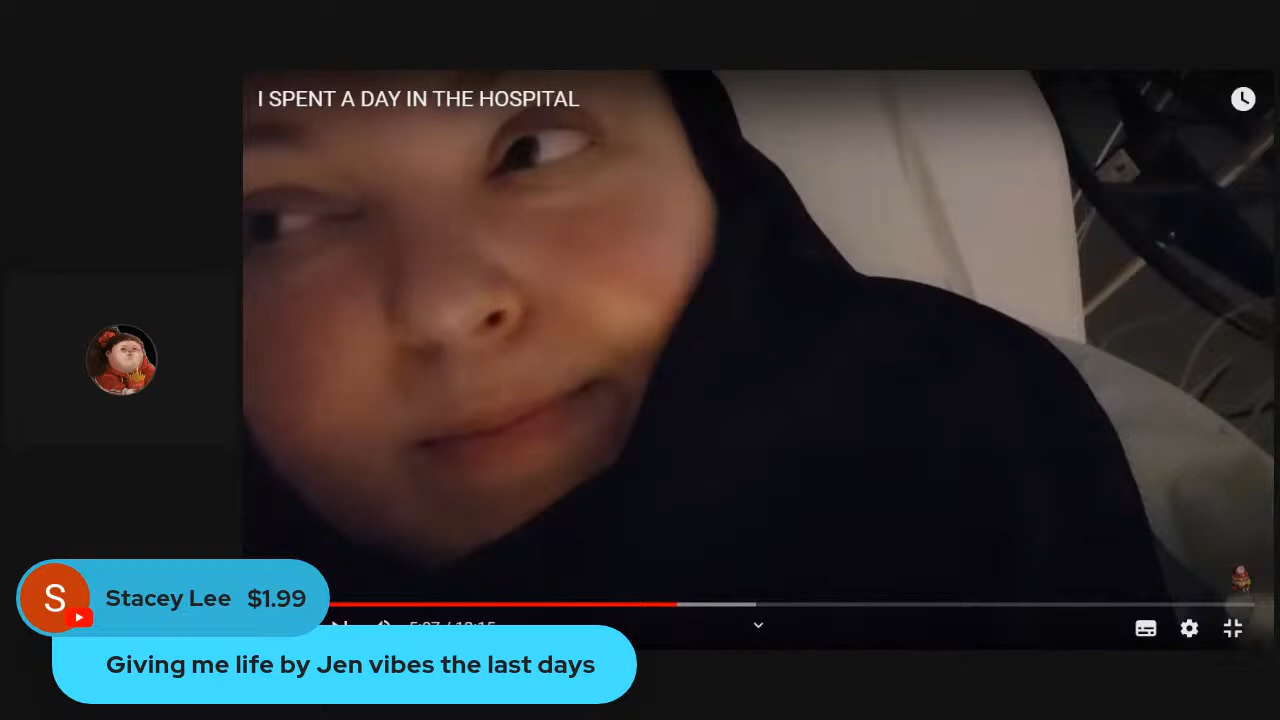 I SPENT A DAY IN THE HOSPITAL
S
Stacey Lee $1.99
Giving me life by Jen vibes the last days